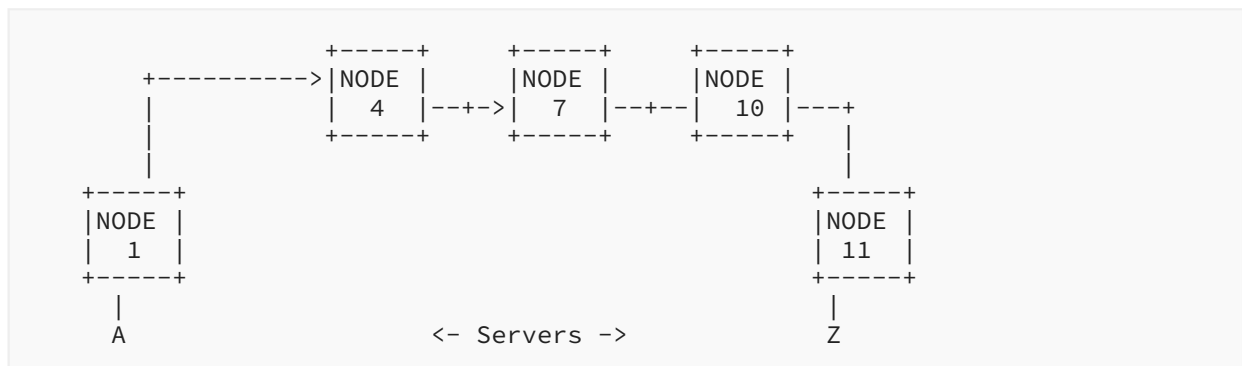 +-----+     +-----+     +-----+
    +---------->|NODE |     |NODE |     |NODE |
    |           |  4  |--+->|  7  |--+--|  10 |---+
    |           +-----+     +-----+     +-----+   |
    |                                             |
+-----+                                         +-----+
|NODE |                                         |NODE |
|  1  |                                         | 11  |
+-----+                                         +-----+
  |                                              |
  A                    <- Servers ->             Z